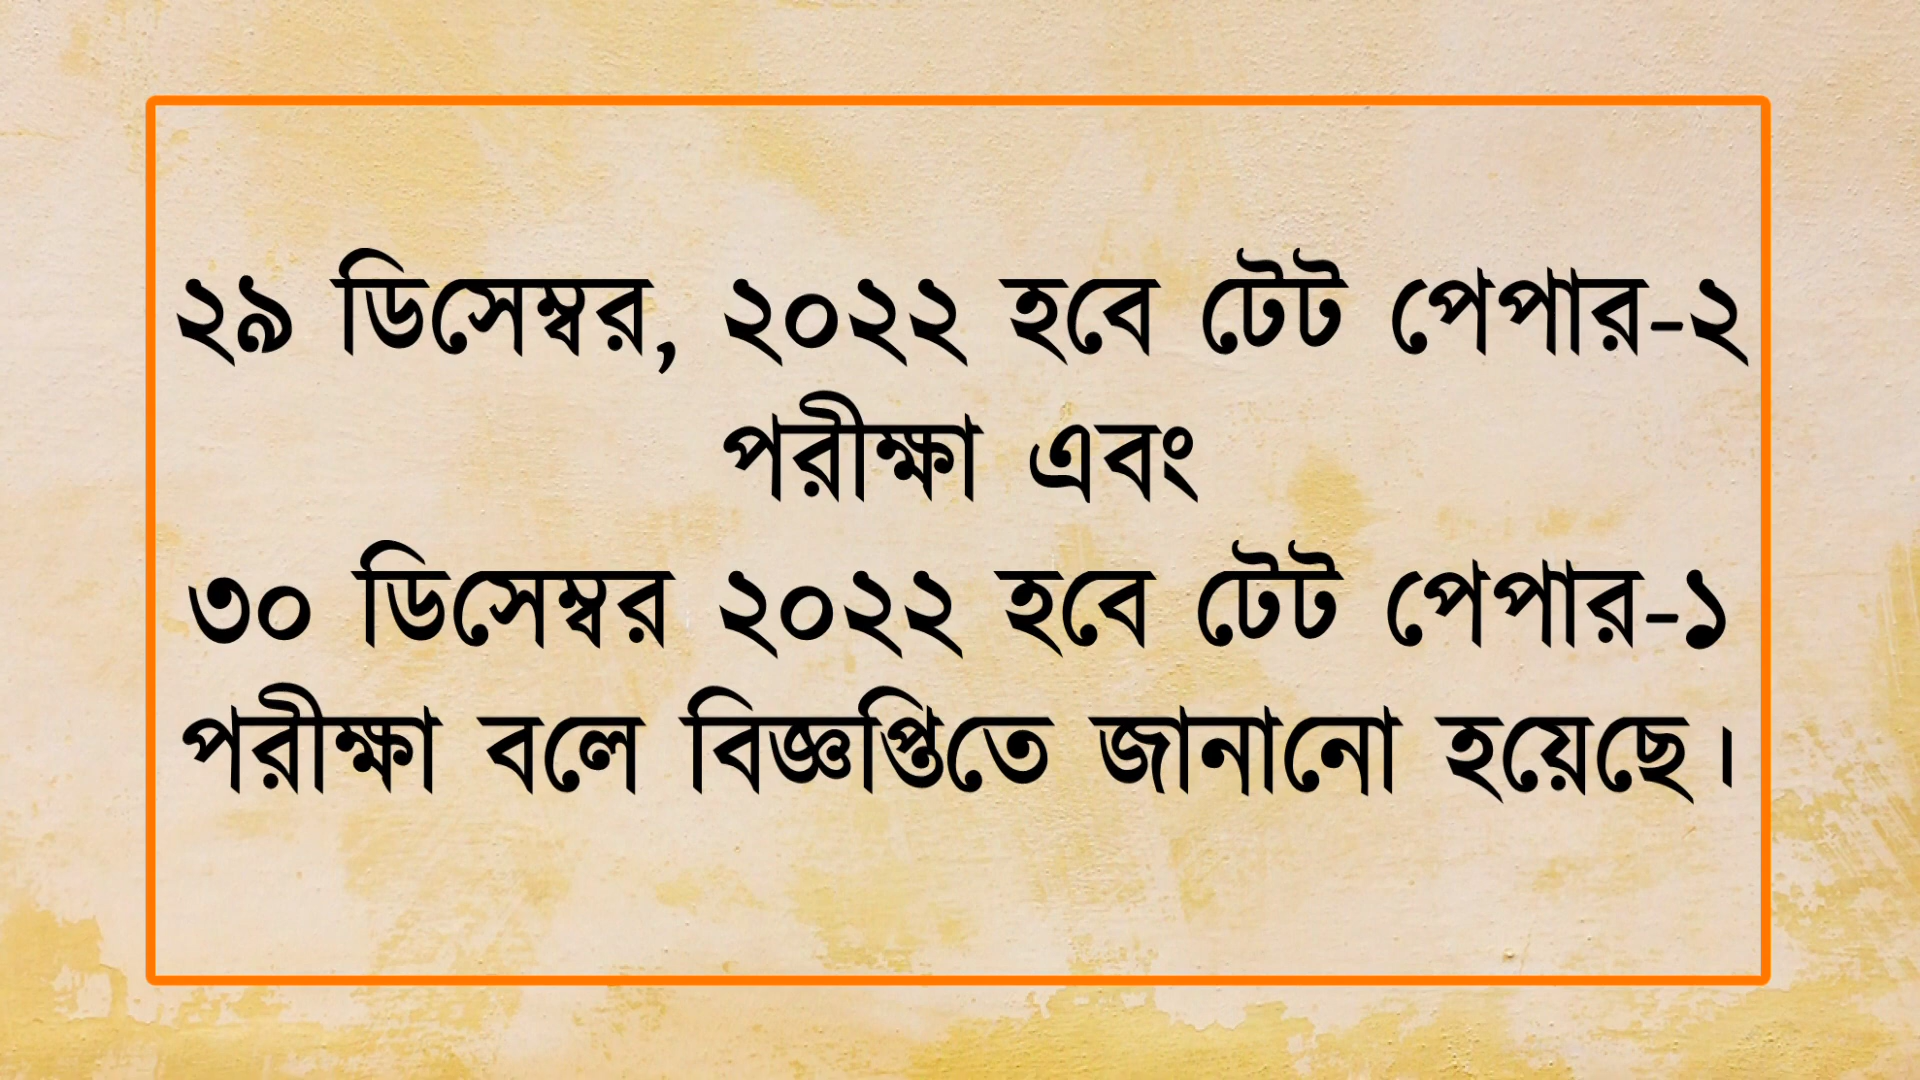 ২৯ ডিসেম্বর, ২০২২ হবে টেট পেপার-২
পরীক্ষা এবং
৩০ ডিসেম্বর ২০২২ হবে টেট পেপার-১
পরীক্ষা বলে বিজ্ঞপ্তিতে জানানো হয়েছে।